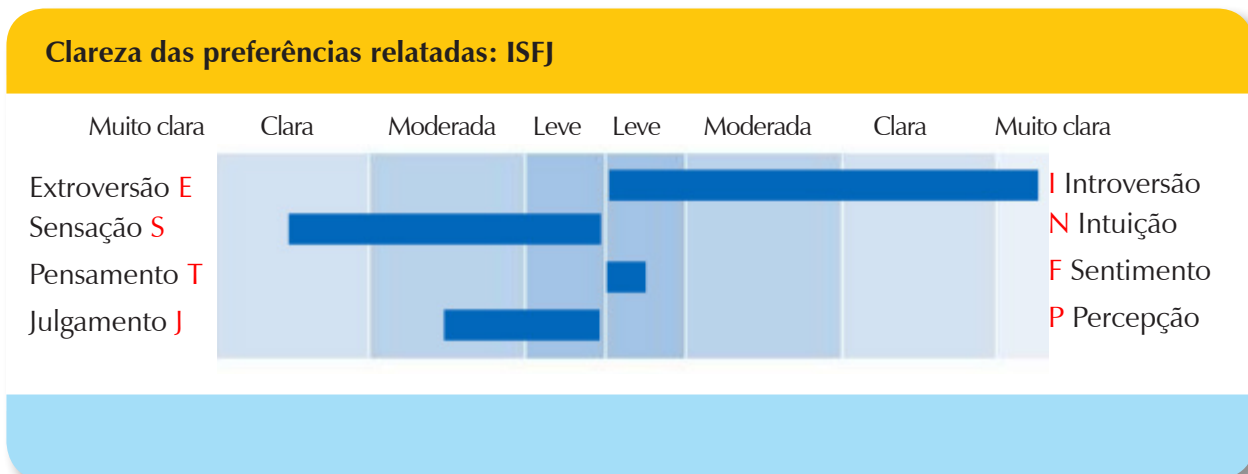 Clareza das preferências relatadas: ISFJ
Muito clara Clara Moderada Leve Leve Moderada Clara Muito clara
Extroversão E I Introversão
Sensação S N Intuição
Pensamento T F Sentimento
Julgamento J P Percepção